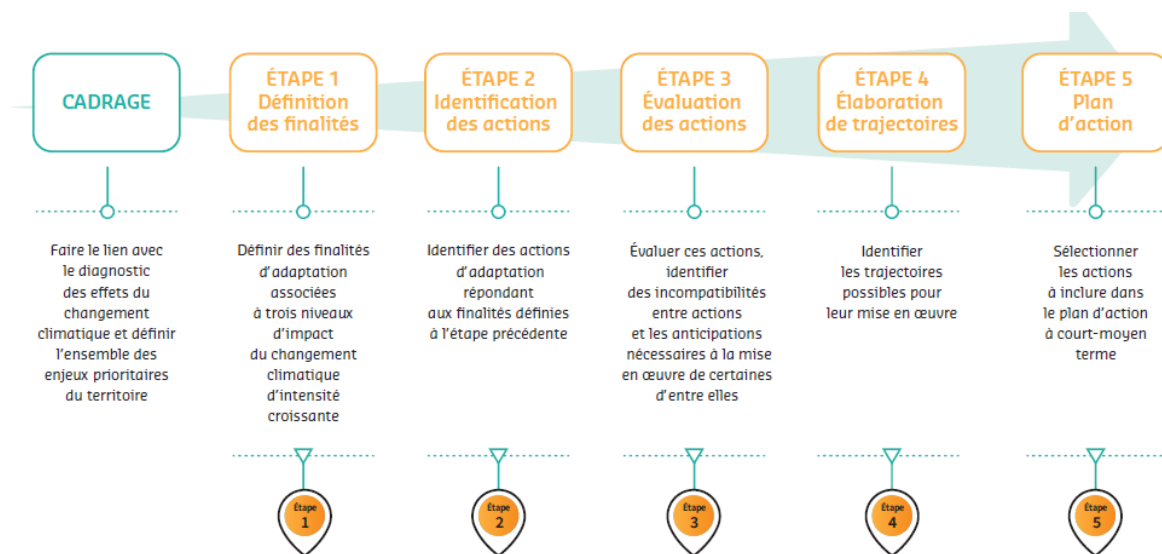 CADRAGE
ÉTAPE 1
Définition
des finalités
ÉTAPE 2
Identification
des actions
ÉTAPE 3
Évaluation
des actions
ÉTAPE 4
Élaboration
de trajectoires
ÉTAPE 5
Plan
d'action
Faire le lien avec
le diagnostic
des effets du
changement
climatique et définir
l'ensemble des
enjeux prioritaires
du territoire
Définir des finalités
d'adaptation
associées
à trois niveaux
d'impact
du changement
climatique
d'intensité
croissante
Identifier des actions
d'adaptation
répondant
aux finalités définies
à l'étape précédente
Évaluer ces actions,
identifier
des incompatibilités
entre actions
et les anticipations
nécessaires à la mise
en œuvre de certaines
d'entre elles
Identifier
les trajectoires
possibles pour
leur mise en œuvre
Sélectionner
les actions
à inclure dans
le plan d'action
à court-moyen
terme
Étape
1
Étape
2
Étape
3
Étape
4
Étape
5